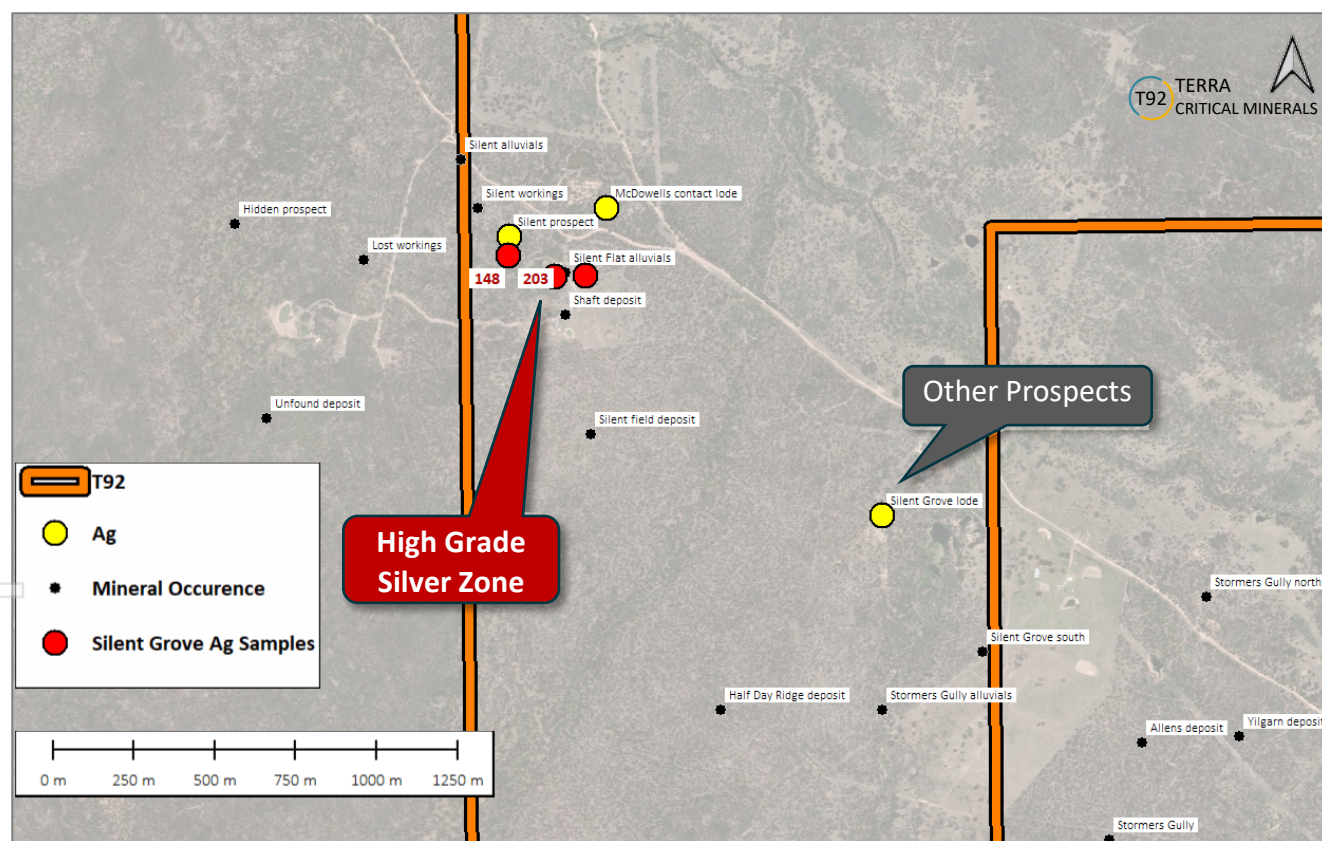 T92
TERRA
CRITICAL MINERALS
Silent alluvials
Silent workings
McDowells contact lode
Hidden prospect
Silent prospect
Lost workings
Silent Flat alluvials
148
203
Shaft deposit
Other Prospects
Unfound deposit
Silent field deposit
Silent Grove lode
High Grade
Silver Zone
T92
Ag
Mineral Occurence
Silent Grove Ag Samples
Stormers Gully north
Silent Grove south
Half Day Ridge deposit
Stormers Gully alluvials
Allens deposit
Yilgarn deposit
0 m
250 m
500 m
750 m
1000 m
1250 m
Stormers Gully